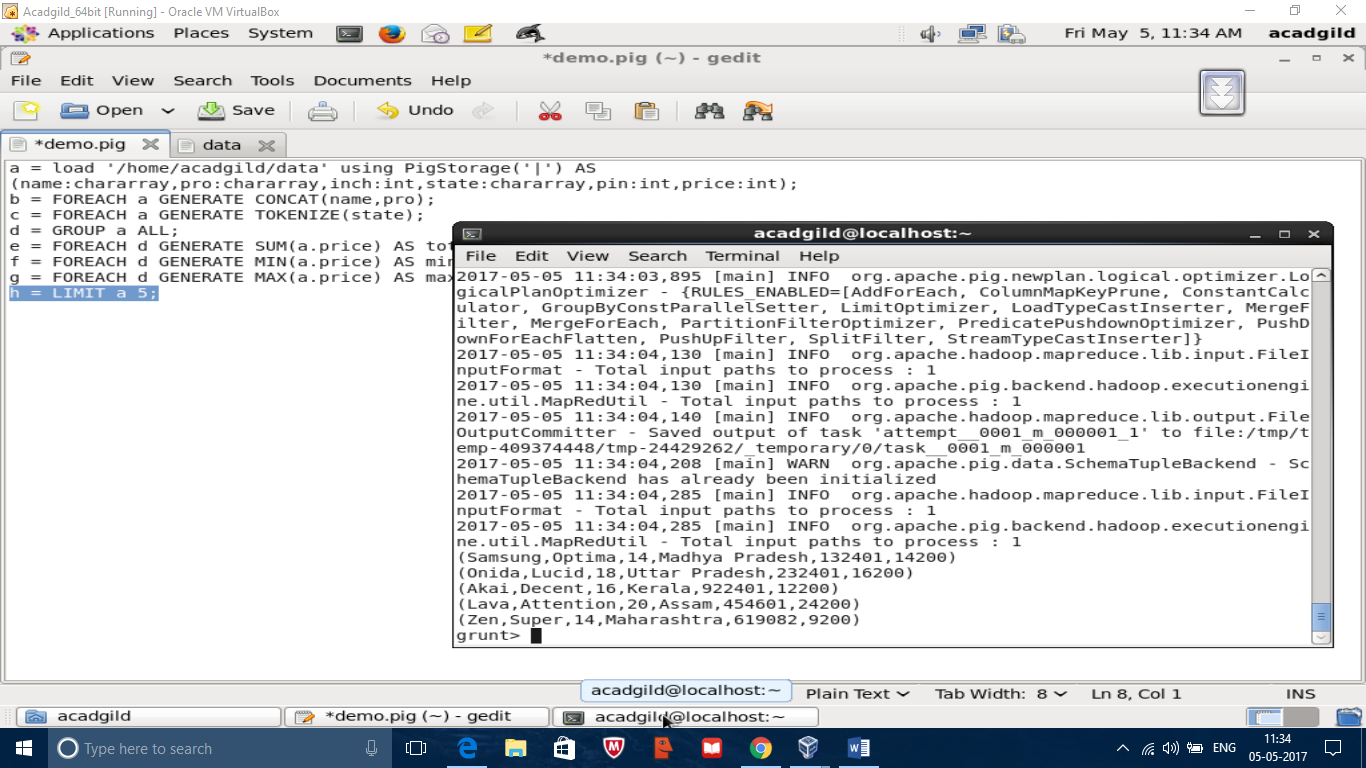 Acadgild_64bit [Running] - Oracle VM VirtualBox
Applications Places System Fri May 5, 11:34 AM acadgild
*demo.pig (~) - gedit
File Edit View Search Tools Documents Help
Open Save Undo
*demo.pig data
a = load '/home/acadgild/data' using PigStorage('|') AS
(name:chararray,pro:chararray,inch:int,state:chararray,pin:int,price:int);
b = FOREACH a GENERATE CONCAT(name,pro);
c = FOREACH a GENERATE TOKENIZE(state);
d = GROUP a ALL;
e = FOREACH d GENERATE SUM(a.price) AS
f = FOREACH d GENERATE MIN(a.price) AS
g = FOREACH d GENERATE MAX(a.price) AS
h = LIMIT a 5;
acadgild@localhost:~
File Edit View Search Terminal Help
2017-05-05 11:34:03,895 [main] INFO  org.apache.pig.newplan.logical.optimizer.Lo
gicalPlanOptimizer - {RULES_ENABLED=[AddForEach, ColumnMapKeyPrune, ConstantCalc
ulator, GroupByConstParallelSetter, LimitOptimizer, LoadTypeCastInserter, MergeF
ilter, MergeForEach, PartitionFilterOptimizer, PredicatePushdownOptimizer, PushD
ownForEachFlatten, PushUpFilter, SplitFilter, StreamTypeCastInserter]}
2017-05-05 11:34:04,130 [main] INFO  org.apache.hadoop.mapreduce.lib.input.FileI
nputFormat - Total input paths to process : 1
2017-05-05 11:34:04,130 [main] INFO  org.apache.pig.backend.hadoop.executionengi
ne.util.MapRedUtil - Total input paths to process : 1
2017-05-05 11:34:04,140 [main] INFO  org.apache.hadoop.mapreduce.lib.output.File
OutputCommitter - Saved output of task 'attempt__0001_m_000001_1' to file:/tmp/t
emp-409374448/tmp-24429262/_temporary/0/task__0001_m_000001
2017-05-05 11:34:04,208 [main] WARN  org.apache.pig.data.SchemaTupleBackend - Sc
hemaTupleBackend has already been initialized
2017-05-05 11:34:04,285 [main] INFO  org.apache.hadoop.mapreduce.lib.input.FileI
nputFormat - Total input paths to process : 1
2017-05-05 11:34:04,285 [main] INFO  org.apache.pig.backend.hadoop.executionengi
ne.util.MapRedUtil - Total input paths to process : 1
(Samsung,Optima,14,Madhya Pradesh,132401,14200)
(Onida,Lucid,18,Uttar Pradesh,232401,16200)
(Akai,Decent,16,Kerala,922401,12200)
(Lava,Attention,20,Assam,454601,24200)
(Zen,Super,14,Maharashtra,619082,9200)
grunt>
acadgild@localhost:~
Plain Text Tab Width: 8 Ln 8, Col 1 INS
acadgild *demo.pig (~) - gedit acadgild@localhost:~
Type here to search ENG 11:34
05-05-2017